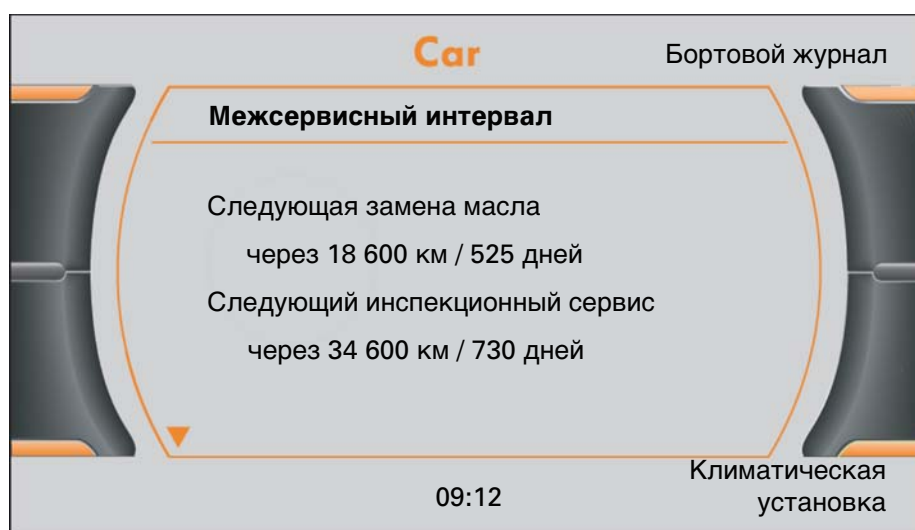 Car
Бортовой журнал
Межсервисный интервал
Следующая замена масла
через 18 600 км / 525 дней
Следующий инспекционный сервис
через 34 600 км / 730 дней
Климатическая
установка
09:12